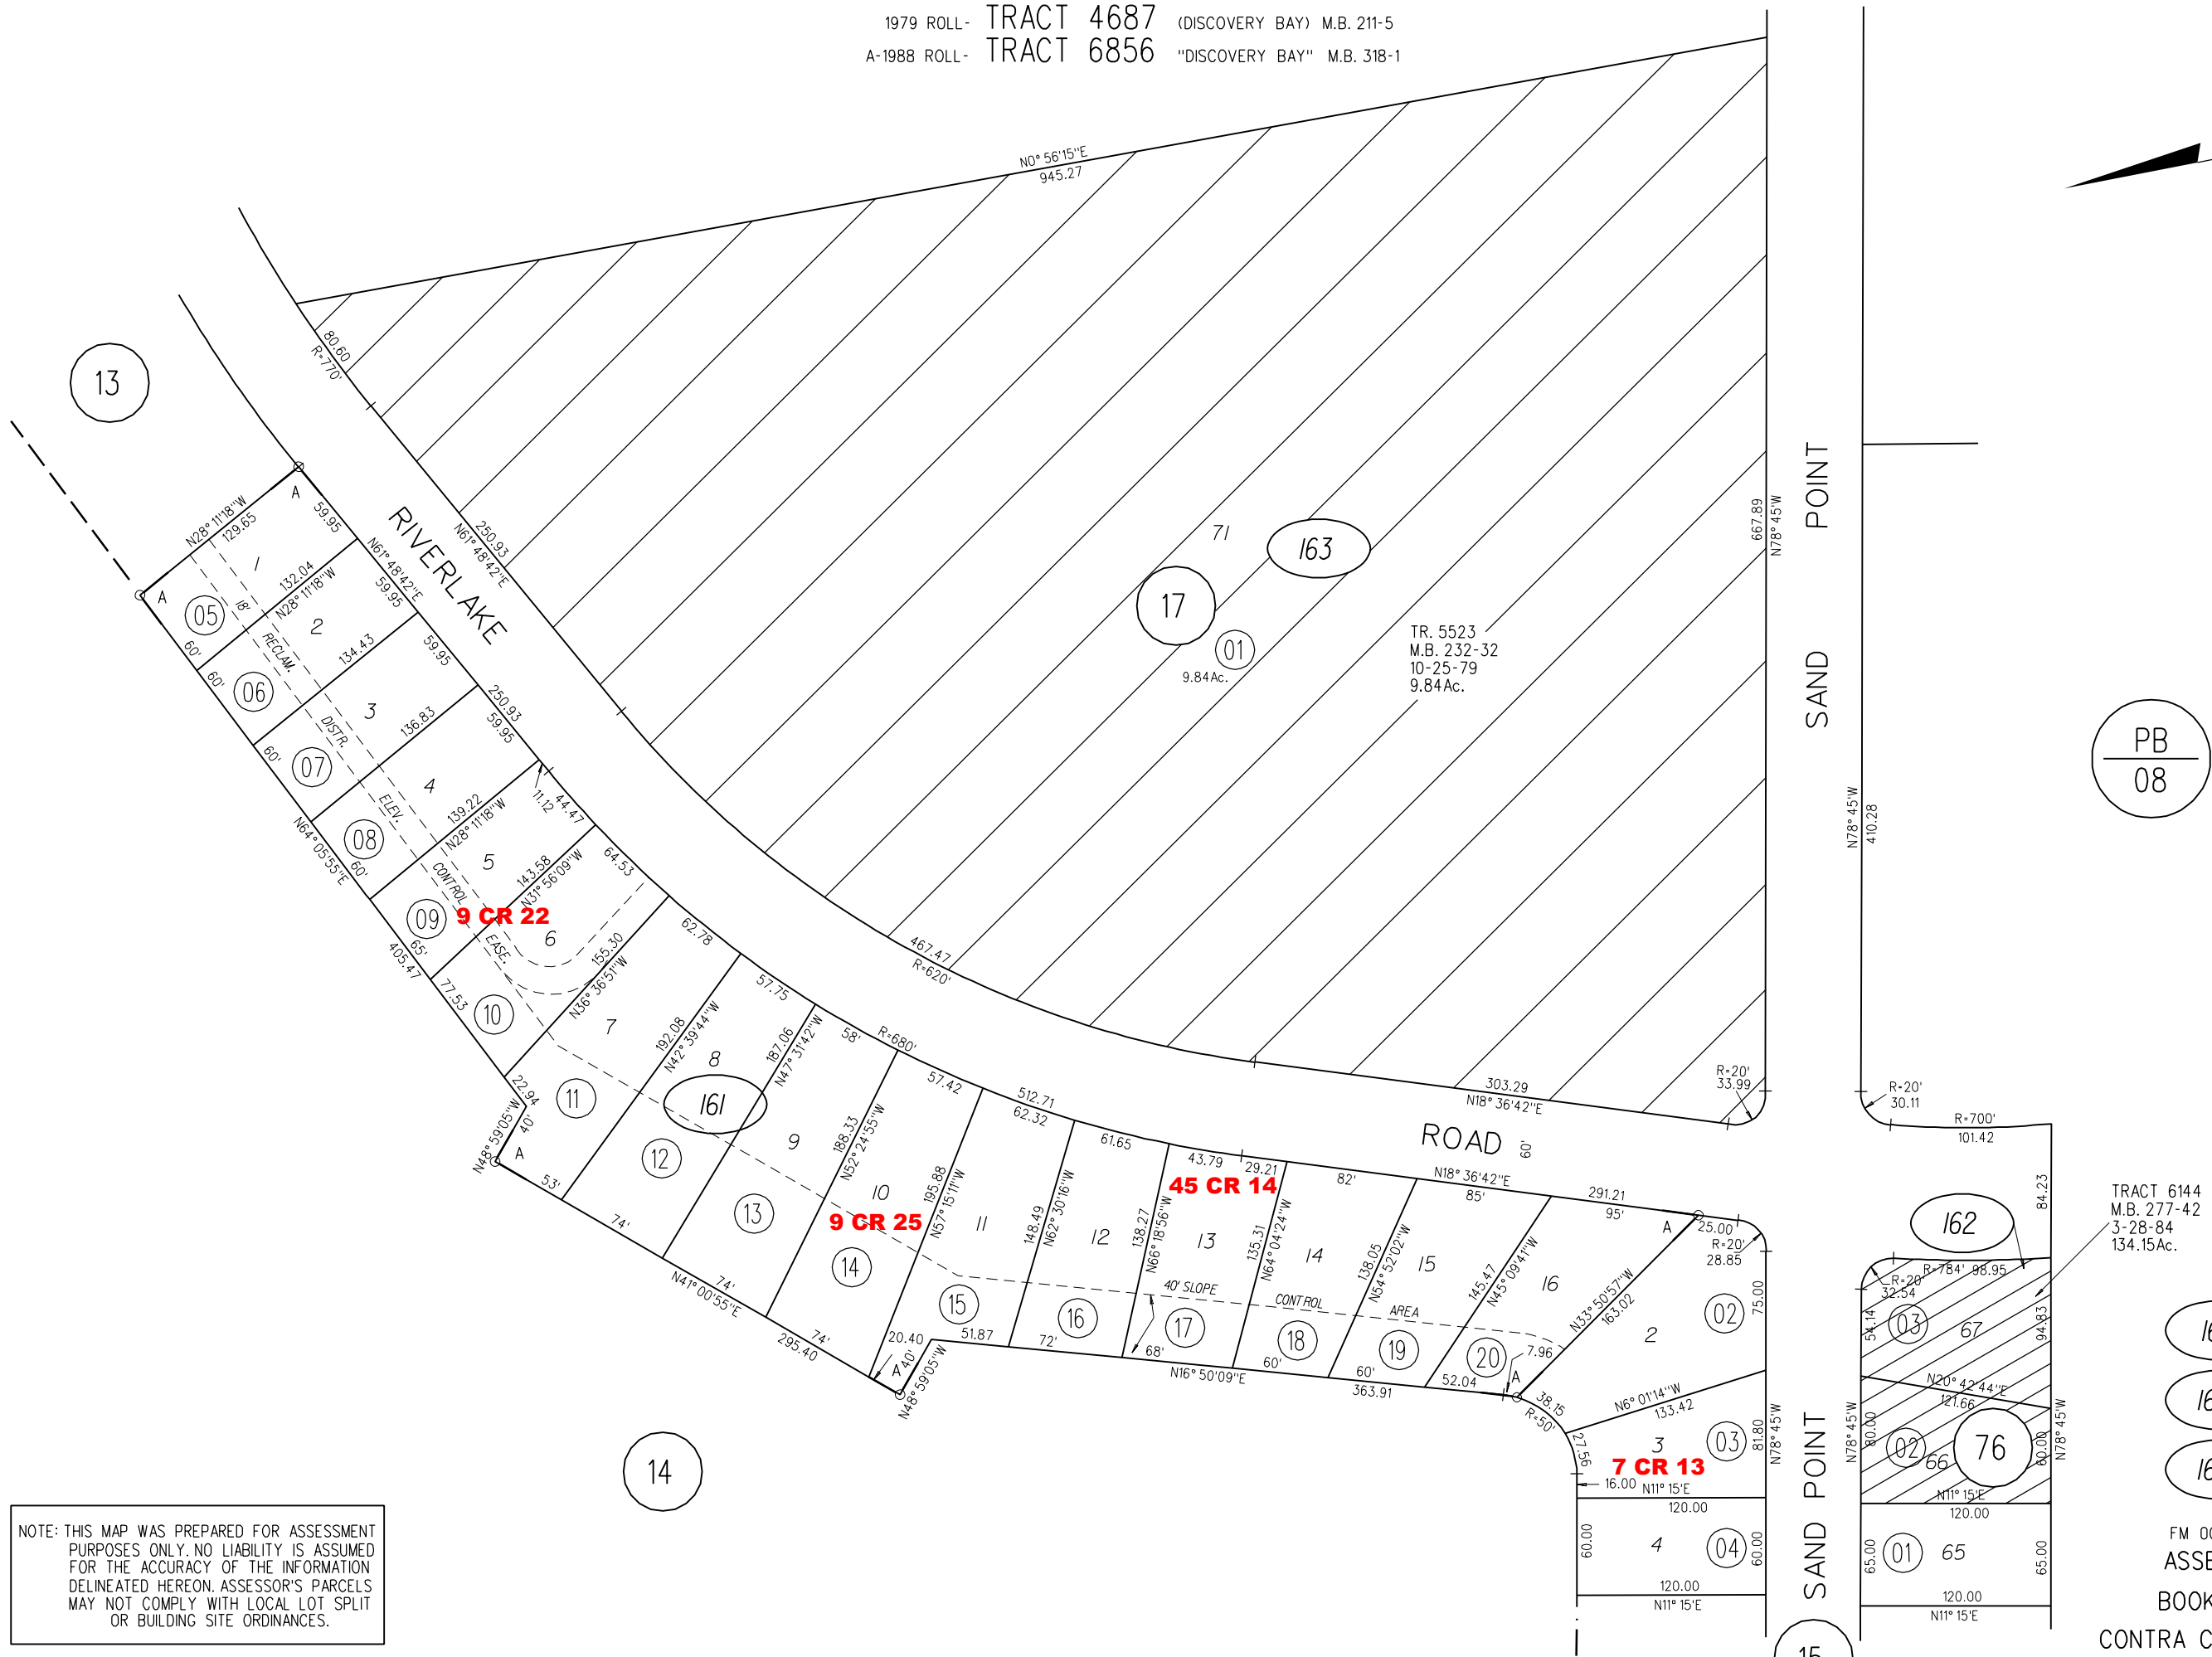 1979 ROLL- TRACT 4687 (DISCOVERY BAY) M.B. 211-5
A-1988 ROLL- TRACT 6856 "DISCOVERY BAY" M.B. 318-1
N0° 56'15"E
945.27
80.60
R=770'
13
A
N28° 11'18"W
129.65
59.95
RIVERLAKE
250.93
N61° 48'42"E
71
163
17
01
9.84Ac.
TR. 5523
M.B. 232-32
10-25-79
9.84Ac.
667.89
N78° 45'W
POINT
SAND
PB
08
N78° 45'W
410.28
A
1
05
18'
RECLAM.
132.04
N28° 11'18"W
N61° 48'42"E
59.95
60'
2
06
60'
134.43
59.95
3
07
60'
DISTR.
136.83
250.93
59.95
4
08
60'
ELEV.
139.22
N28° 11'18"W
11.12
44.47
N64° 05'55"E
5
09
65'
CONTROL
9 CR 22
143.58
N31° 56'09"W
64.53
405.47
6
10
77.53
EASE.
155.30
N36° 36'51"W
62.78
467.47
R=620'
7
11
22.94
192.08
N42° 39'44"W
57.75
N48° 59'05"W
40'
A
53'
8
161
12
187.06
N47° 31'42"W
58'
R=680'
9
13
74'
188.33
N52° 24'55"W
57.42
N41° 00'55"E
10
9 CR 25
14
74'
74'
295.40
195.88
N57° 15'11"W
512.71
62.32
11
15
20.40
A
40'
N48° 59'05"W
51.87
148.49
N62° 30'16"W
61.65
12
16
72'
138.27
N66° 18'56"W
43.79
29.21
45 CR 14
13
17
40' SLOPE
68'
N16° 50'09"E
135.31
N64° 04'24"W
82'
14
CONTROL
18
60'
138.05
N54° 52'02"W
N18° 36'42"E
85'
15
AREA
19
60'
363.91
145.47
N45° 09'41"W
291.21
95'
16
20
52.04
7.96
A
303.29
N18° 36'42"E
ROAD
60'
R=20'
33.99
A
25.00
R=20'
28.85
N33° 50'57"W
163.02
02
75.00
2
38.15
R=50'
N6° 01'14"W
133.42
27.56
3
03
81.80
N78° 45'W
7 CR 13
16.00
N11° 15'E
120.00
60.00
4
04
60.00
120.00
N11° 15'E
SAND POINT
15
R=20'
30.11
R=700'
101.42
84.23
162
TRACT 6144
M.B. 277-42
3-28-84
134.15Ac.
R=784' 98.95
R=20'
32.54
54.14
03
67
94.83
N20° 42'44"E
121.66
N78° 45'W
80.00
02
66
76
60.00
N78° 45'W
N11° 15'E
120.00
65.00
01
65
65.00
120.00
N11° 15'E
14
NOTE: THIS MAP WAS PREPARED FOR ASSESSMENT
PURPOSES ONLY. NO LIABILITY IS ASSUMED
FOR THE ACCURACY OF THE INFORMATION
DELINEATED HEREON. ASSESSOR'S PARCELS
MAY NOT COMPLY WITH LOCAL LOT SPLIT
OR BUILDING SITE ORDINANCES.
BOOK
CONTRA C